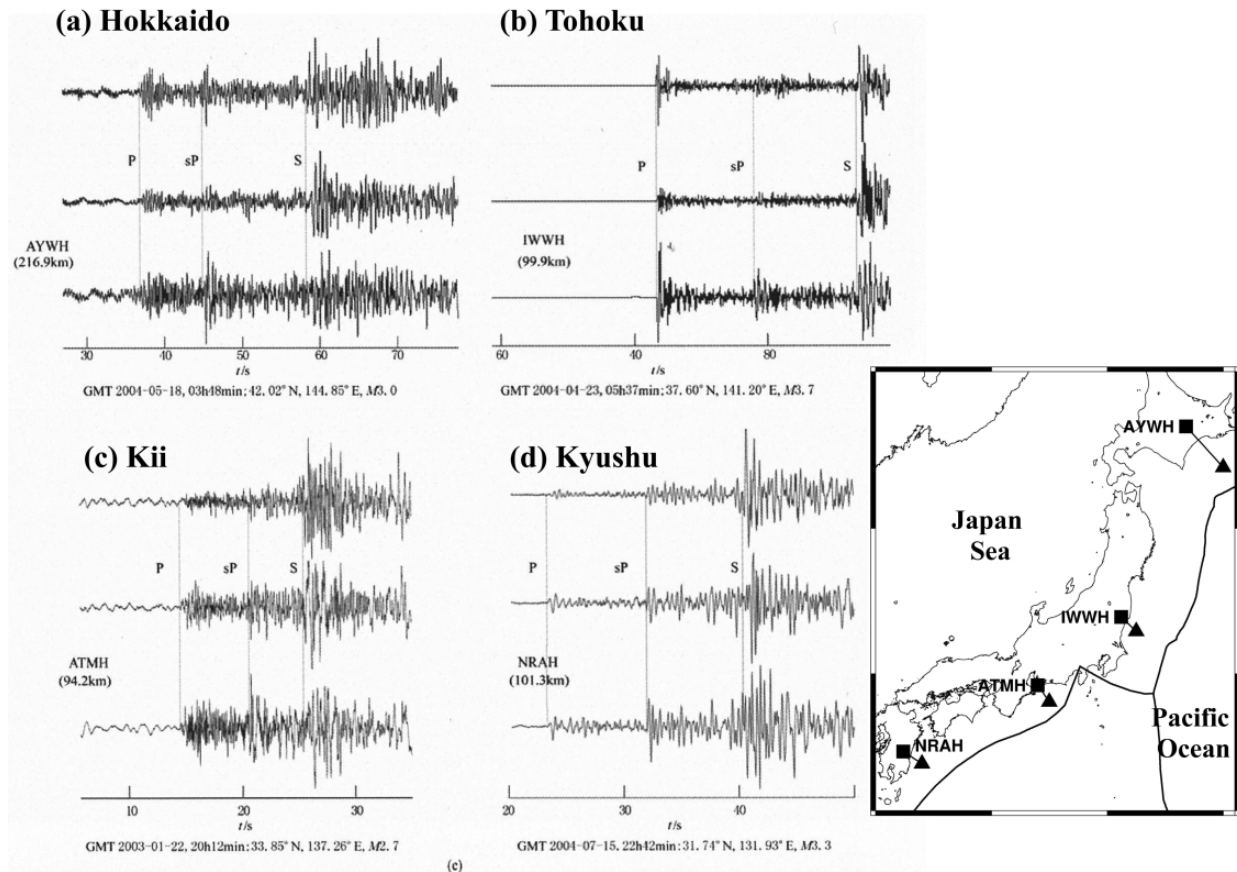 (a) Hokkaido
P
sP
S
AYWH
(216.9km)
30 40 50 60 70
t/s
GMT 2004-05-18, 03h48min: 42.02° N, 144.85° E, M3.0
(b) Tohoku
P
sP
S
IWWH
(99.9km)
60 40 80
t/s
GMT 2004-04-23, 05h37min: 37.60° N, 141.20° E, M3.7
(c) Kii
P
sP
S
ATMH
(94.2km)
10 20 30
t/s
GMT 2003-01-22, 20h12min: 33.85° N, 137.26° E, M2.7
(c)
(d) Kyushu
P
sP
S
NRAH
(101.3km)
20 30 40
t/s
GMT 2004-07-15, 22h42min: 31.74° N, 131.93° E, M3.3
AYWH
Japan
Sea
IWWH
ATMH
NRAH
Pacific
Ocean